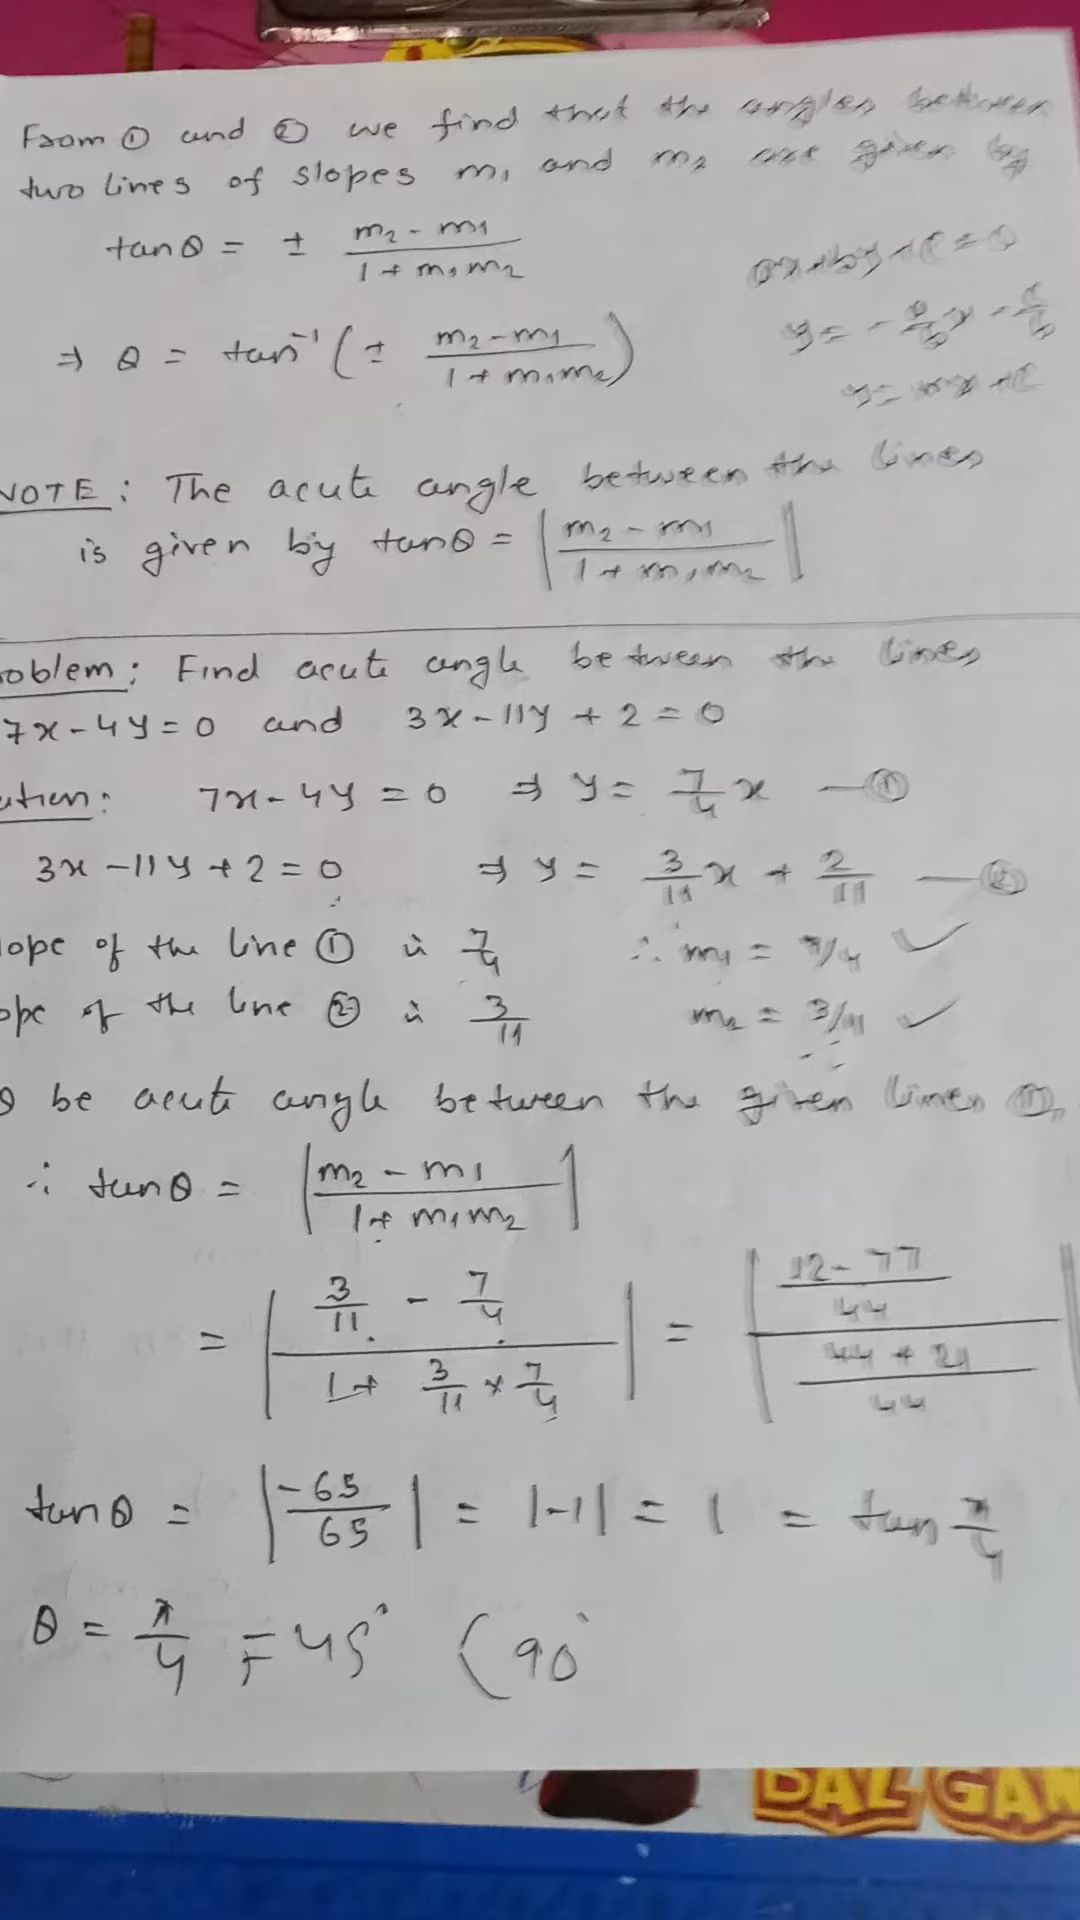 From ① and ② we find that the angles between
two lines of slopes m₁ and m₂ are given by
tanθ = ± (m₂ - m₁)/(1 + m₁m₂)
ax + by + c = 0
y = -a/b x - c/b
⇒ θ = tan⁻¹(± (m₂ - m₁)/(1 + m₁m₂))
y = mx + c
NOTE: The acute angle between the lines
is given by tanθ = |(m₂ - m₁)/(1 + m₁m₂)|
oblem: Find acute angle between the lines
7x - 4y = 0 and 3x - 11y + 2 = 0
ution: 7x - 4y = 0 ⇒ y = 7/4 x — ①
3x - 11y + 2 = 0 ⇒ y = 3/11 x + 2/11 — ②
lope of the line ① is 7/4 ∴ m₁ = 7/4 ✓
ope of the line ② is 3/11 m₂ = 3/11 ✓
θ be acute angle between the given lines ①,
∴ tanθ = |(m₂ - m₁)/(1 + m₁m₂)|
= |(3/11 - 7/4)/(1 + 3/11 × 7/4)| = |((12 - 77)/44)/((44 + 21)/44)|
tanθ = |-65/65| = |-1| = 1 = tan π/4
θ = π/4 = 45° (90°
BAL GAN